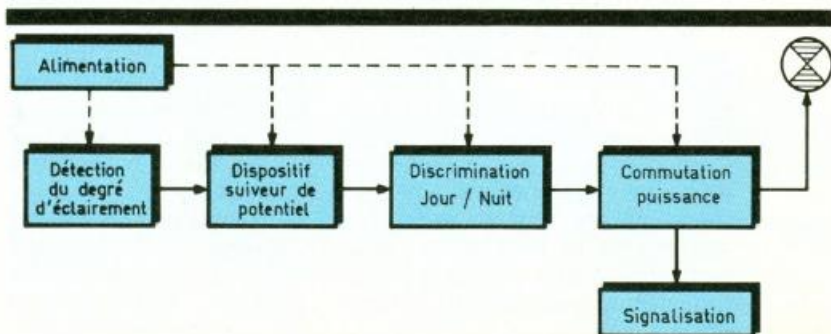 Alimentation
Détection
du degré
d'éclairement
Dispositif
suiveur de
potentiel
Discrimination
Jour / Nuit
Commutation
puissance
Signalisation